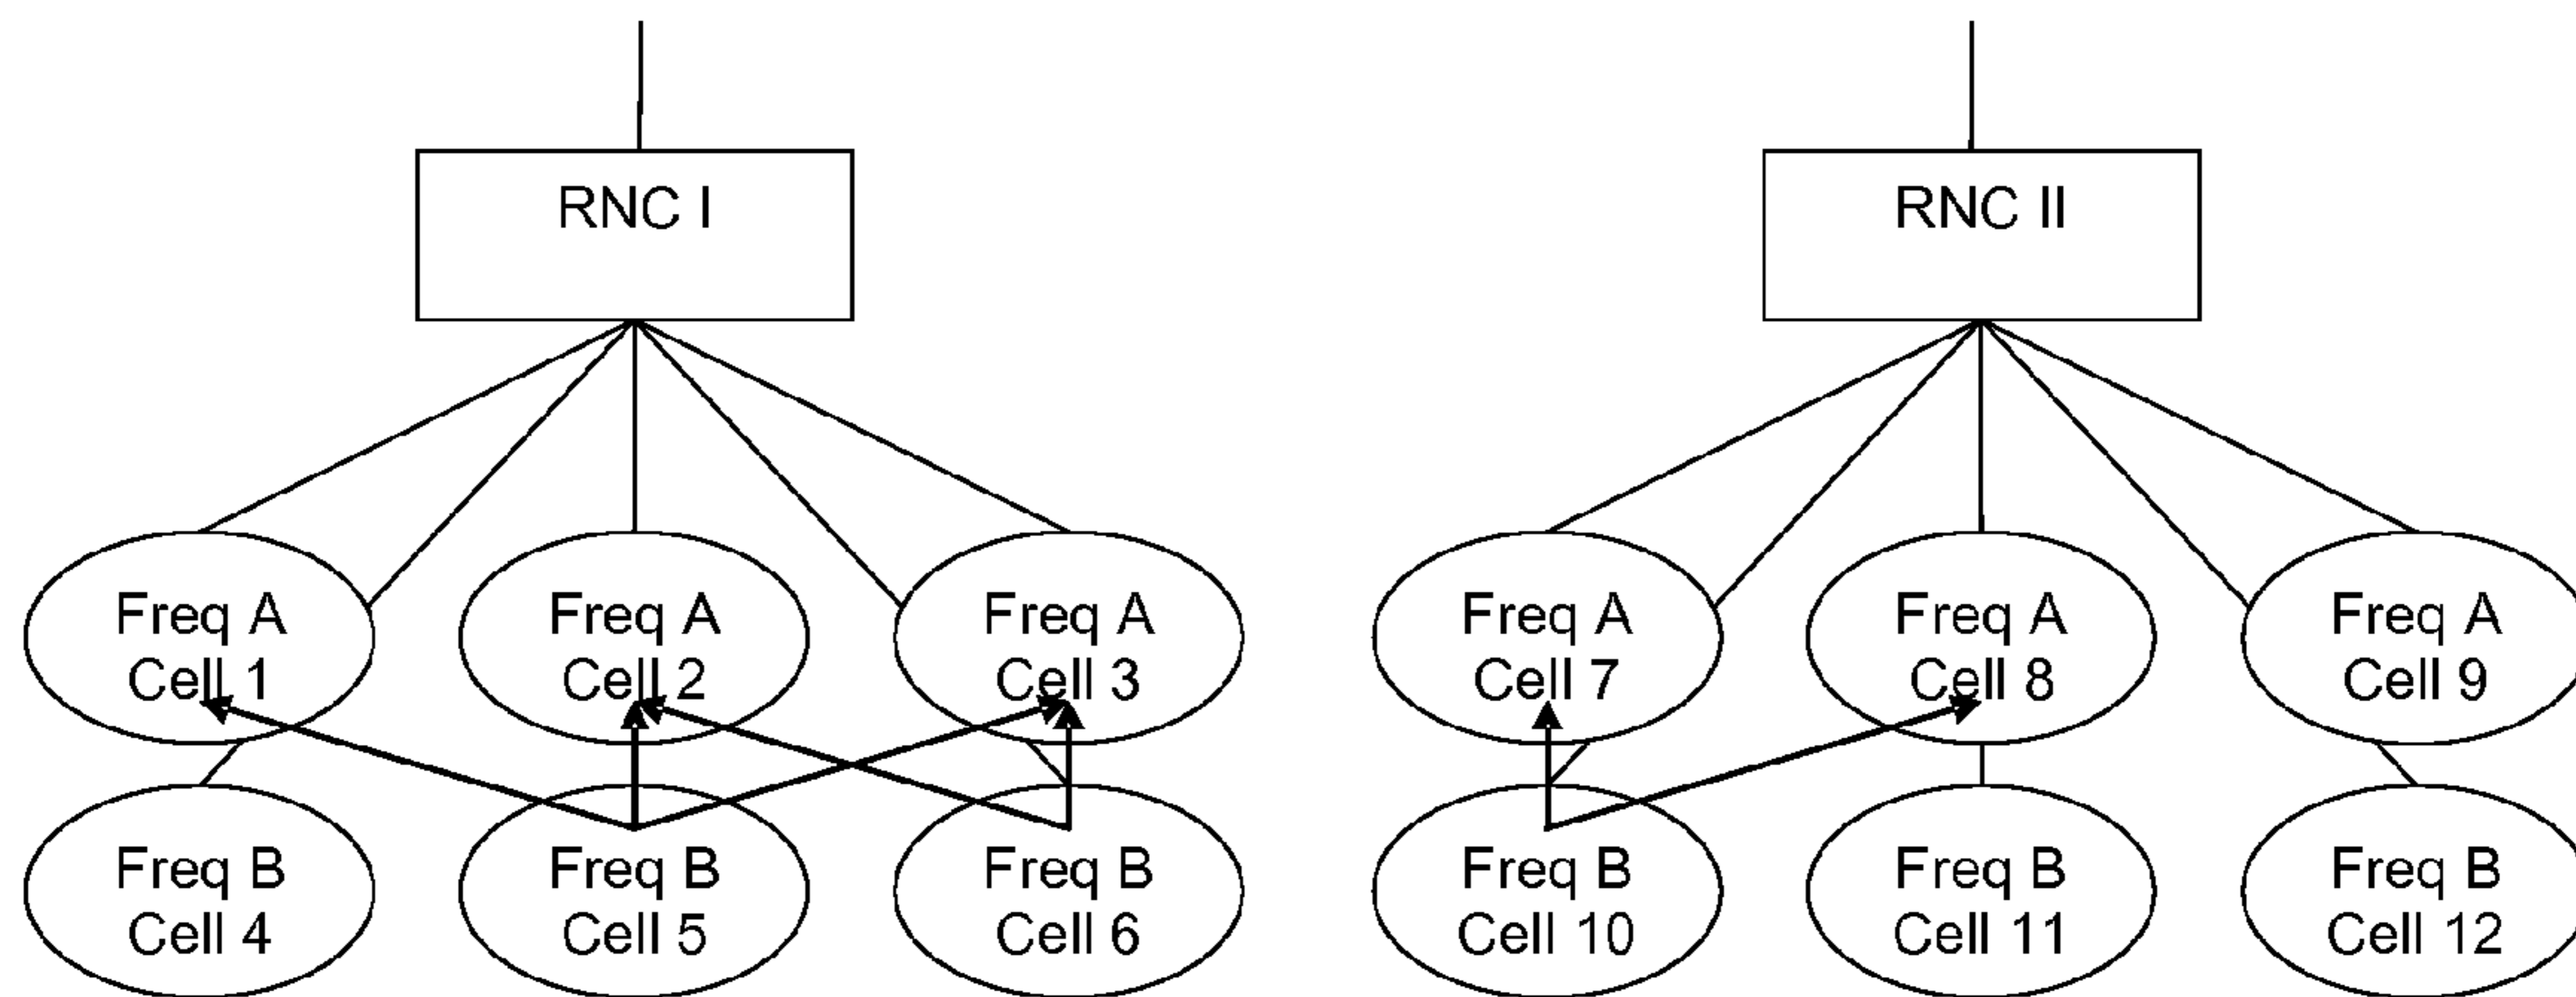 RNC I
RNC II
Freq A
Cell 1
Freq A
Cell 2
Freq A
Cell 3
Freq A
Cell 7
Freq A
Cell 8
Freq A
Cell 9
Freq B
Cell 4
Freq B
Cell 5
Freq B
Cell 6
Freq B
Cell 10
Freq B
Cell 11
Freq B
Cell 12